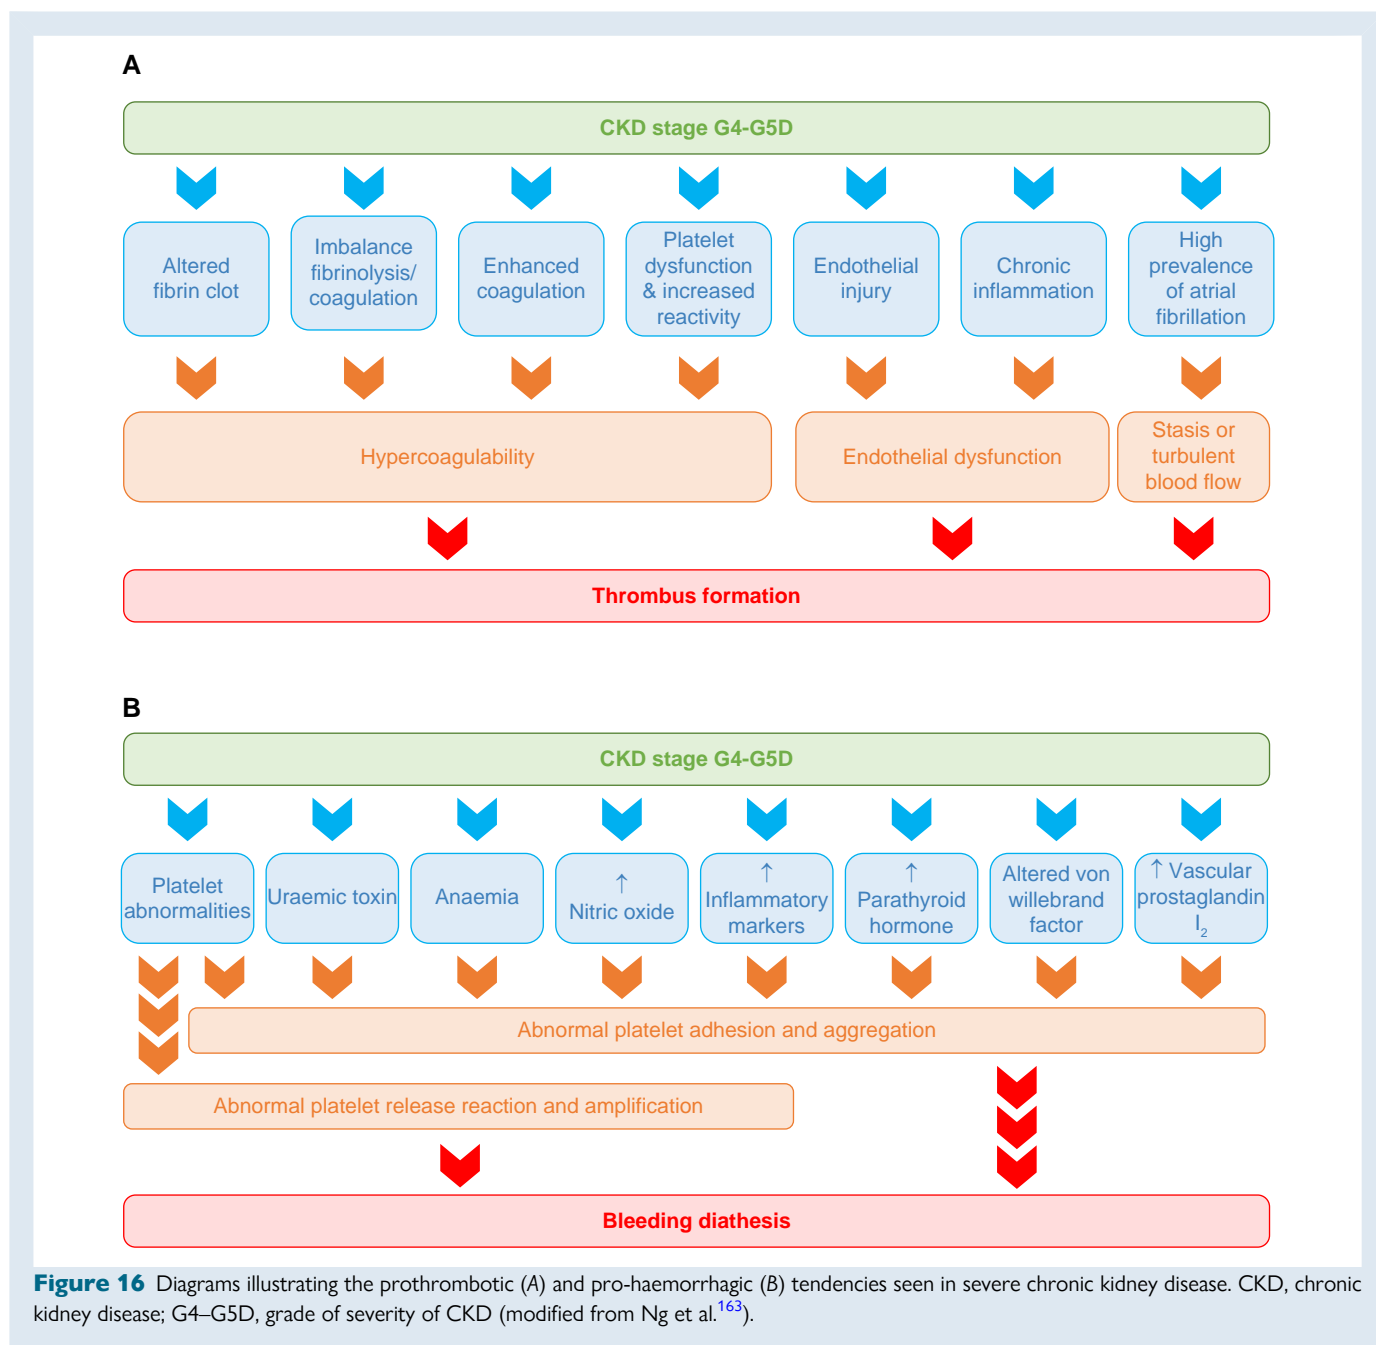 A
CKD stage G4-G5D
Altered
fibrin clot
Imbalance
fibrinolysis/
coagulation
Enhanced
coagulation
Platelet
dysfunction
& increased
reactivity
Endothelial
injury
Chronic
inflammation
High
prevalence
of atrial
fibrillation
Hypercoagulability
Endothelial dysfunction
Stasis or
turbulent
blood flow
Thrombus formation
B
CKD stage G4-G5D
Platelet
abnormalities
Uraemic toxin
Anaemia
↑
Nitric oxide
↑
Inflammatory
markers
↑
Parathyroid
hormone
Altered von
willebrand
factor
↑ Vascular
prostaglandin
I₂
Abnormal platelet adhesion and aggregation
Abnormal platelet release reaction and amplification
Bleeding diathesis
Figure 16 Diagrams illustrating the prothrombotic (A) and pro-haemorrhagic (B) tendencies seen in severe chronic kidney disease. CKD, chronic
kidney disease; G4–G5D, grade of severity of CKD (modified from Ng et al.¹⁶³).